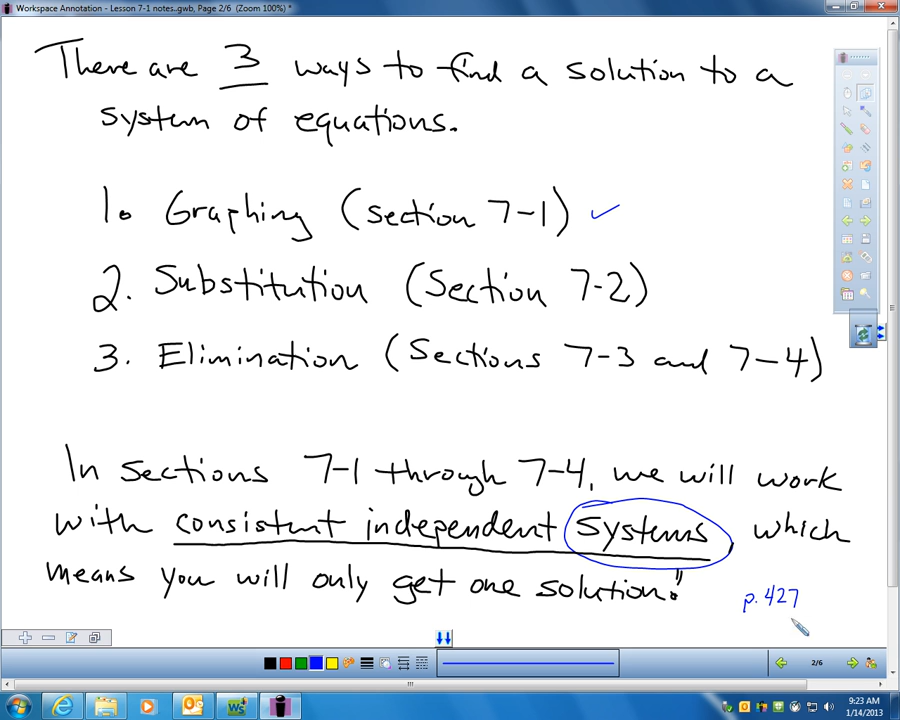 Workspace Annotation - Lesson 7-1 notes..gwb, Page 2/6 (Zoom 100%) *
There are 3 ways to find a solution to a
system of equations.
1. Graphing (section 7-1) ✓
2. Substitution (Section 7-2)
3. Elimination (Sections 7-3 and 7-4)
In sections 7-1 through 7-4, we will work
with consistent independent systems, which
means you will only get one solution."
p. 427
2/6
9:23 AM
1/14/2013